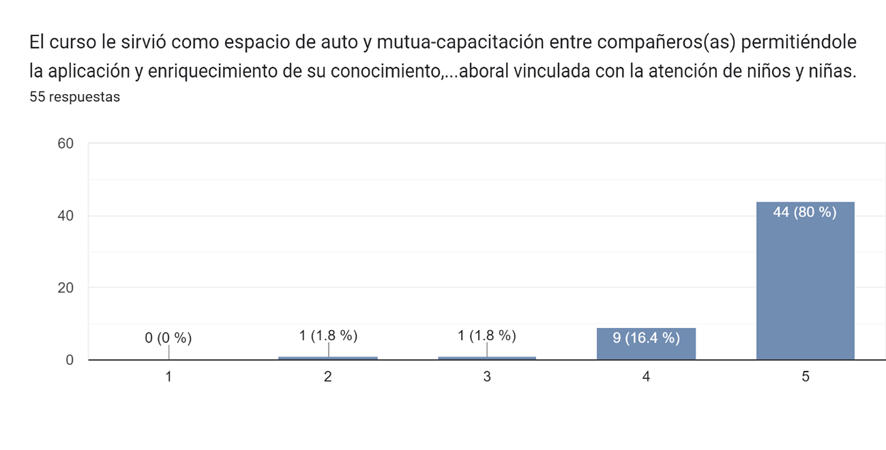 El curso le sirvió como espacio de auto y mutua-capacitación entre compañeros(as) permitiéndole
la aplicación y enriquecimiento de su conocimiento,...aboral vinculada con la atención de niños y niñas.
55 respuestas
60
40
20
0
0 (0 %)
1 (1.8 %)
1 (1.8 %)
9 (16.4 %)
44 (80 %)
1 2 3 4 5